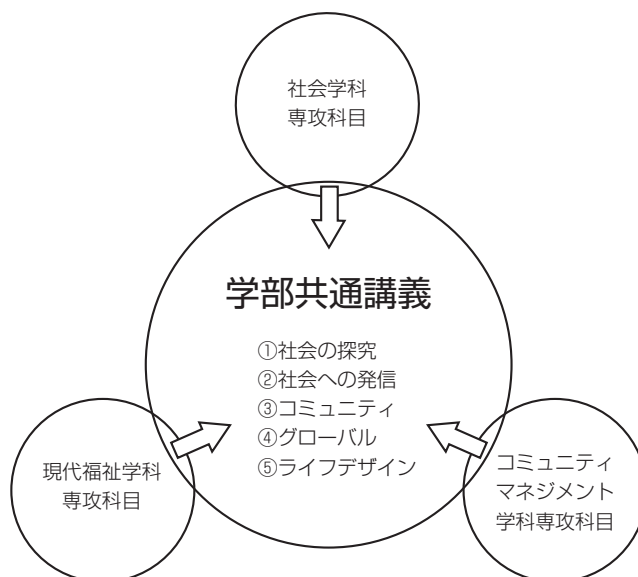 社会学科
専攻科目
学部共通講義
①社会の探究
②社会への発信
③コミュニティ
④グローバル
⑤ライフデザイン
現代福祉学科
専攻科目
コミュニティ
マネジメント
学科専攻科目